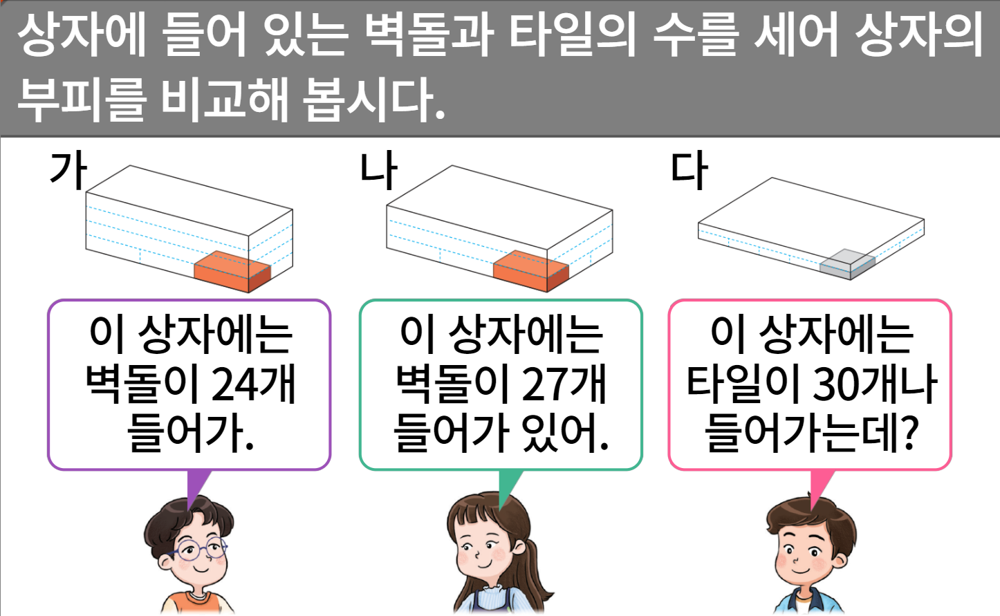 상자에 들어 있는 벽돌과 타일의 수를 세어 상자의
부피를 비교해 봅시다.
가
나
다
이 상자에는
벽돌이 24개
들어가.
이 상자에는
벽돌이 27개
들어가 있어.
이 상자에는
타일이 30개나
들어가는데?